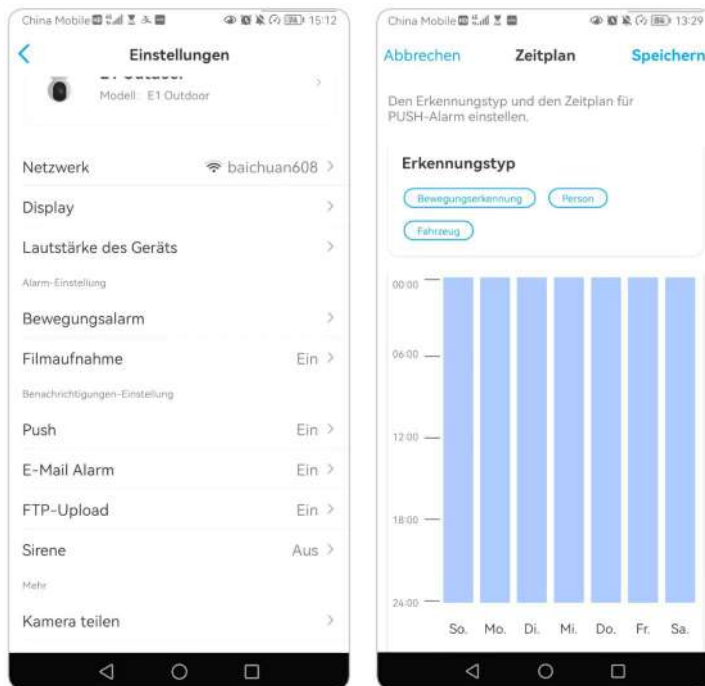 China Mobile 15:12
Einstellungen
E1 Outdoor
Modell: E1 Outdoor
Netzwerk baichuan608
Display
Lautstärke des Geräts
Alarm-Einstellung
Bewegungsalarm
Filmaufnahme Ein
Benachrichtigungen-Einstellung
Push Ein
E-Mail Alarm Ein
FTP-Upload Ein
Sirene Aus
Mehr
Kamera teilen
China Mobile 13:29
Abbrechen Zeitplan Speichern
Den Erkennungstyp und den Zeitplan für
PUSH-Alarm einstellen.
Erkennungstyp
Bewegungserkennung Person
Fahrzeug
00:00
06:00
12:00
18:00
24:00
So. Mo. Di. Mi. Do. Fr. Sa.